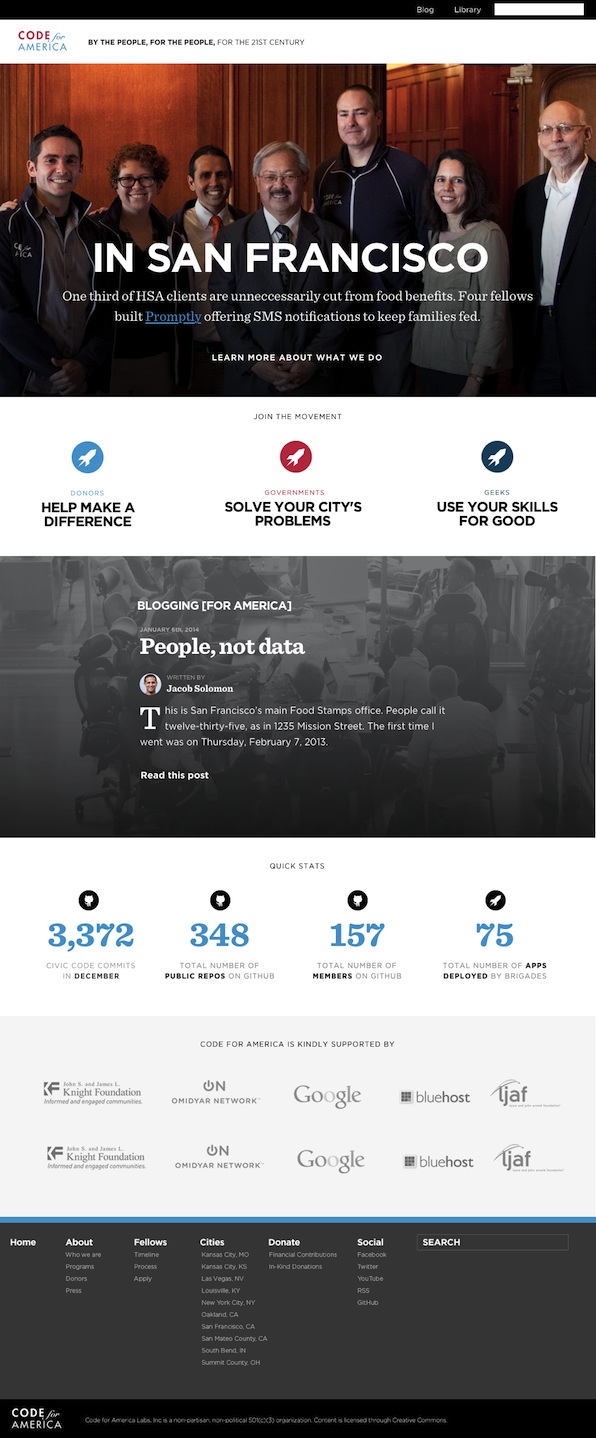 Blog Library
CODE for
AMERICA
BY THE PEOPLE, FOR THE PEOPLE, FOR THE 21ST CENTURY
CODE for
AMERICA
IN SAN FRANCISCO
One third of HSA clients are unneccessarily cut from food benefits. Four fellows
built Promptly offering SMS notifications to keep families fed.
LEARN MORE ABOUT WHAT WE DO
JOIN THE MOVEMENT
DONORS
HELP MAKE A
DIFFERENCE
GOVERNMENTS
SOLVE YOUR CITY'S
PROBLEMS
GEEKS
USE YOUR SKILLS
FOR GOOD
BLOGGING [FOR AMERICA]
JANUARY 6th, 2014
People, not data
WRITTEN BY
Jacob Solomon
This is San Francisco's main Food Stamps office. People call it
twelve-thirty-five, as in 1235 Mission Street. The first time I
went was on Thursday, February 7, 2013.
Read this post
QUICK STATS
3,372
CIVIC CODE COMMITS
IN DECEMBER
348
TOTAL NUMBER OF
PUBLIC REPOS ON GITHUB
157
TOTAL NUMBER OF
MEMBERS ON GITHUB
75
TOTAL NUMBER OF APPS
DEPLOYED BY BRIGADES
CODE FOR AMERICA IS KINDLY SUPPORTED BY
John S. and James L.
Knight Foundation
Informed and engaged communities.
ON
OMIDYAR NETWORK™
Google
bluehost
ljaf
John S. and James L.
Knight Foundation
Informed and engaged communities.
ON
OMIDYAR NETWORK™
Google
bluehost
ljaf
Home
About
Who we are
Programs
Donors
Press
Fellows
Timeline
Process
Apply
Cities
Kansas City, MO
Kansas City, KS
Las Vegas, NV
Louisville, KY
New York City, NY
Oakland, CA
San Francisco, CA
San Mateo County, CA
South Bend, IN
Summit County, OH
Donate
Financial Contributions
In-Kind Donations
Social
Facebook
Twitter
YouTube
RSS
GitHub
SEARCH
CODE for
AMERICA
Code for America Labs, Inc is a non-partisan, non-political 501(c)(3) organization. Content is licensed through Creative Commons.